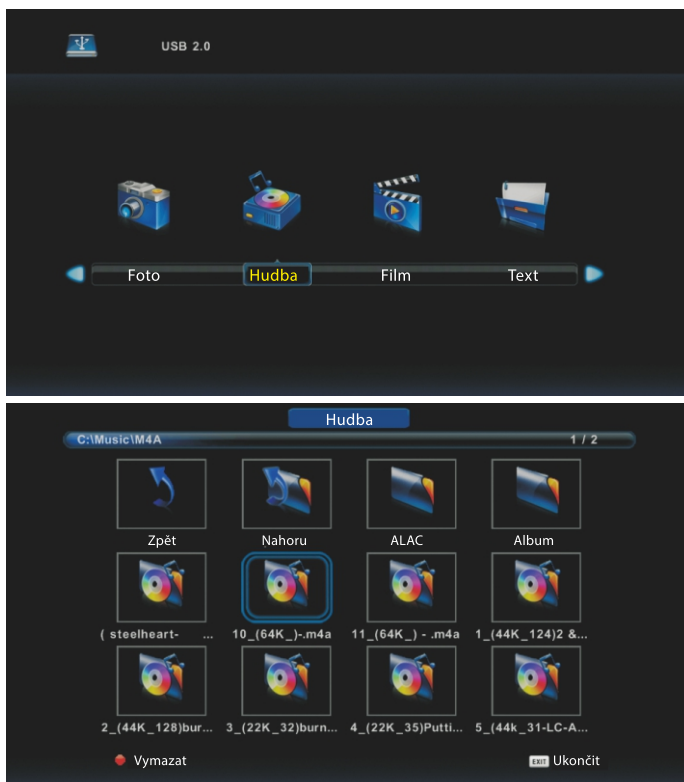 USB 2.0
Foto Hudba Film Text
Hudba
C:\Music\M4A 1 / 2
Zpět Nahoru ALAC Album
( steelheart- ... 10_(64K_)-.m4a 11_(64K_) - .m4a 1_(44K_124)2 &...
2_(44K_128)bur... 3_(22K_32)burn... 4_(22K_35)Putti... 5_(44k_31-LC-A...
Vymazat EXIT Ukončit